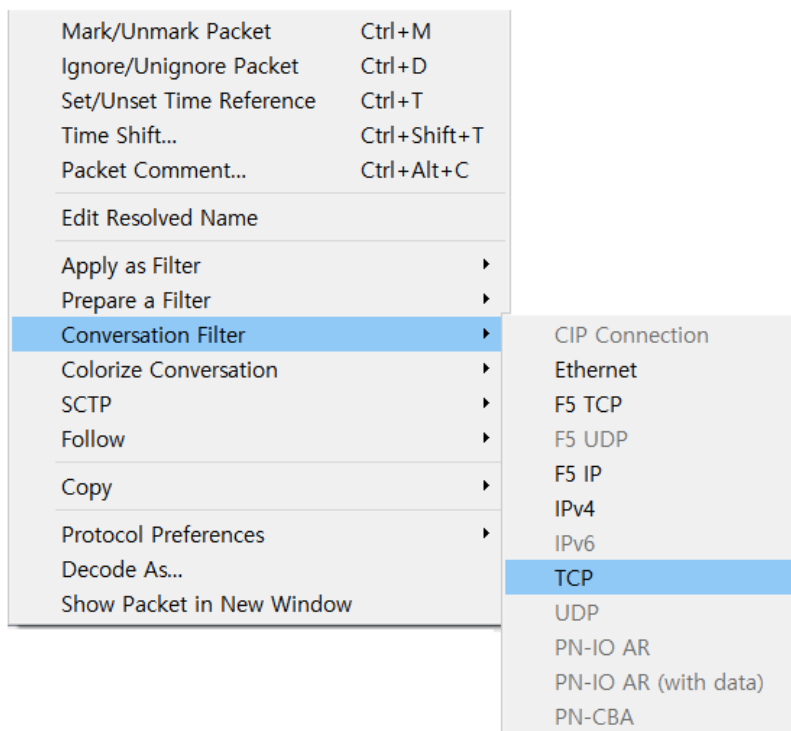 Mark/Unmark Packet Ctrl+M
Ignore/Unignore Packet Ctrl+D
Set/Unset Time Reference Ctrl+T
Time Shift... Ctrl+Shift+T
Packet Comment... Ctrl+Alt+C
Edit Resolved Name
Apply as Filter
Prepare a Filter
Conversation Filter
Colorize Conversation
SCTP
Follow
Copy
Protocol Preferences
Decode As...
Show Packet in New Window
CIP Connection
Ethernet
F5 TCP
F5 UDP
F5 IP
IPv4
IPv6
TCP
UDP
PN-IO AR
PN-IO AR (with data)
PN-CBA